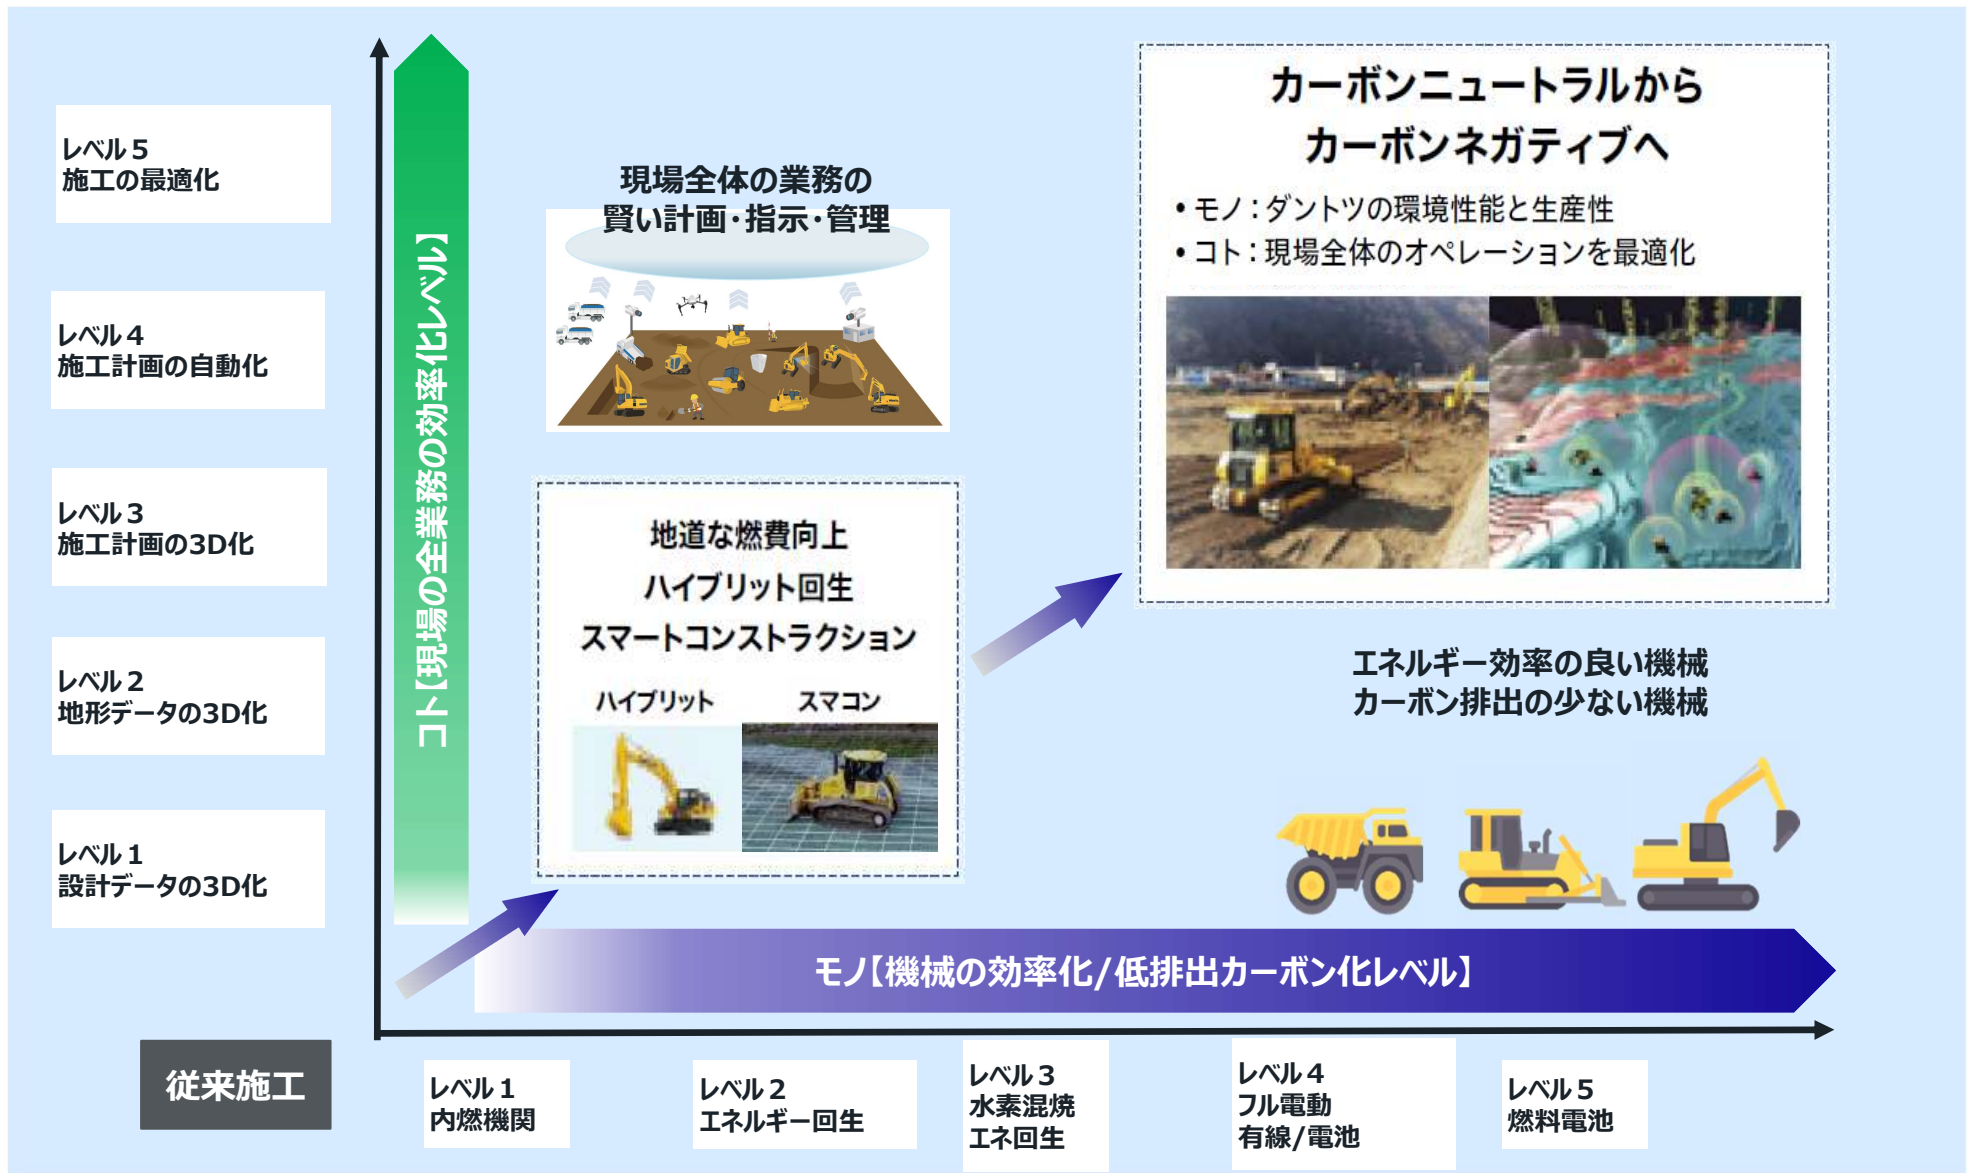 レベル５
施工の最適化
レベル４
施工計画の自動化
レベル３
施工計画の3D化
レベル２
地形データの3D化
レベル１
設計データの3D化
従来施工
コト【現場の全業務の効率化レベル】
現場全体の業務の
賢い計画・指示・管理
地道な燃費向上
ハイブリット回生
スマートコンストラクション
ハイブリット
スマコン
カーボンニュートラルから
カーボンネガティブへ
• モノ：ダントツの環境性能と生産性
• コト：現場全体のオペレーションを最適化
エネルギー効率の良い機械
カーボン排出の少ない機械
モノ【機械の効率化/低排出カーボン化レベル】
レベル１
内燃機関
レベル２
エネルギー回生
レベル３
水素混焼
エネ回生
レベル４
フル電動
有線/電池
レベル５
燃料電池